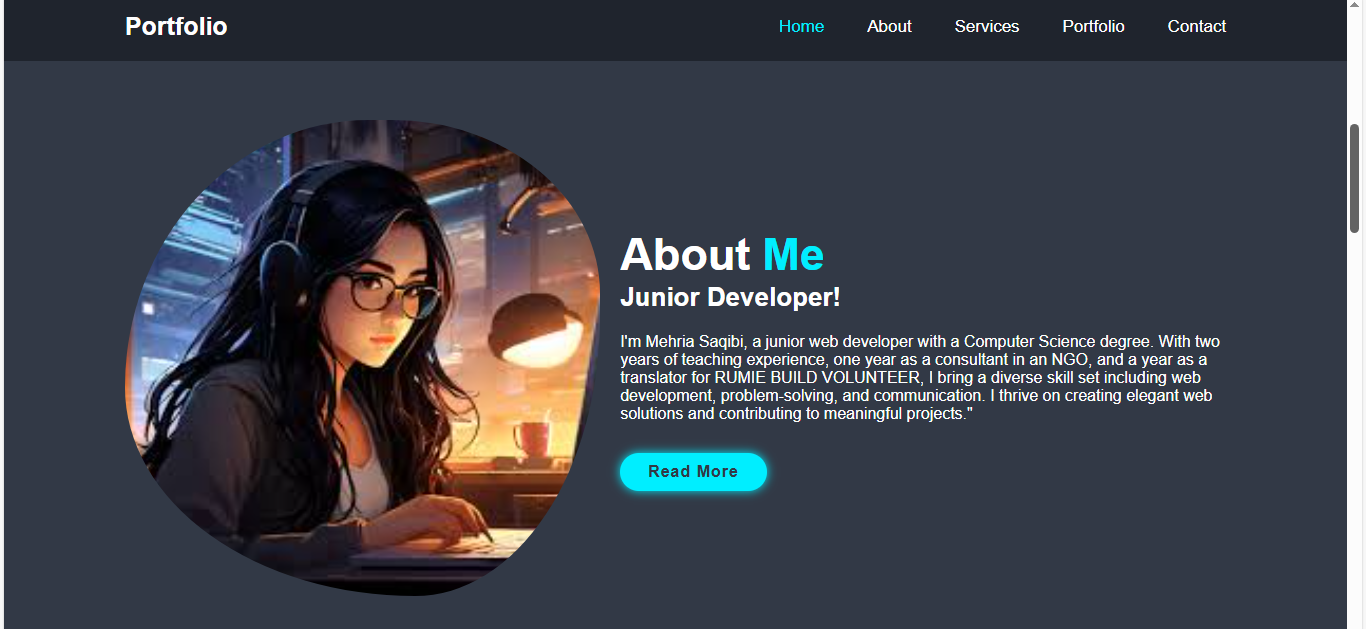 Portfolio
Home About Services Portfolio Contact
About Me
Junior Developer!
I'm Mehria Saqibi, a junior web developer with a Computer Science degree. With two
years of teaching experience, one year as a consultant in an NGO, and a year as a
translator for RUMIE BUILD VOLUNTEER, I bring a diverse skill set including web
development, problem-solving, and communication. I thrive on creating elegant web
solutions and contributing to meaningful projects."
Read More